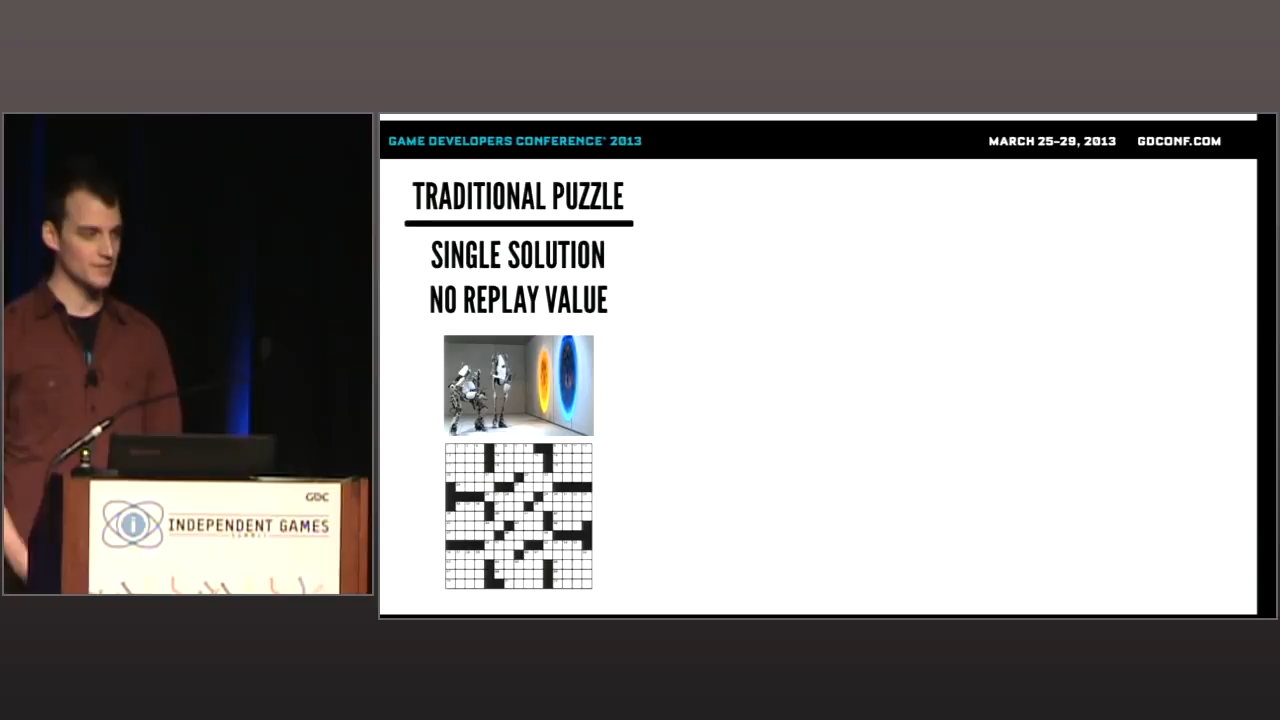 GAME DEVELOPERS CONFERENCE® 2013
MARCH 25–29, 2013
GDCONF.COM
TRADITIONAL PUZZLE
SINGLE SOLUTION
NO REPLAY VALUE
GDC
i
INDEPENDENT GAMES
SUMMIT